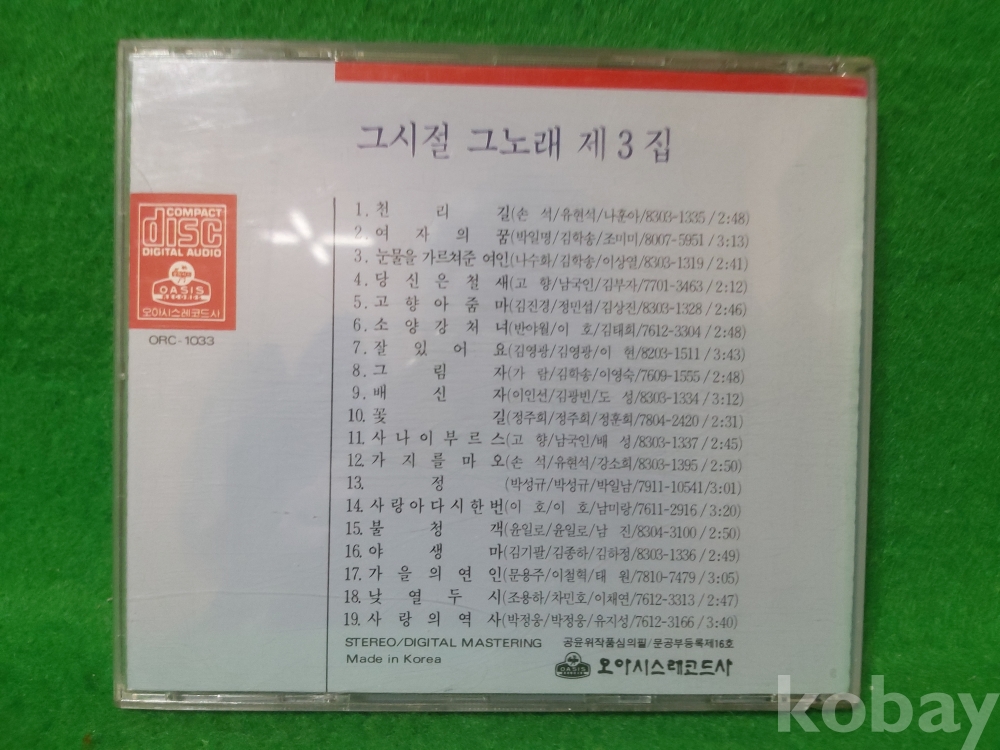 그시절 그노래 제 3 집
COMPACT
disc
DIGITAL AUDIO
OASIS
RECORDS
오아시스레코드사
ORC-1033
1. 천리길(손 석/유현석/나훈아/8303-1335/2:48)
2. 여자의꿈(박일명/김학송/조미미/8007-5951/3:13)
3. 눈물을 가르쳐준 여인(나수화/김학송/이상열/8303-1319/2:41)
4. 당신은철새(고 향/남국인/김부자/7701-3463/2:12)
5. 고향아줌마(김진경/정민섭/김상진/8303-1328/2:46)
6. 소양강처녀(반야월/이 호/김태희/7612-3304/2:48)
7. 잘있어요(김영광/김영광/이 현/8203-1511/3:43)
8. 그림자(가 람/김학송/이영숙/7609-1555/2:48)
9. 배신자(이인선/김광빈/도 성/8303-1334/3:12)
10. 꽃길(정주희/정주희/정훈희/7804-2420/2:31)
11. 사나이부르스(고 향/남국인/배 성/8303-1337/2:45)
12. 가지를마오(손 석/유현석/강소희/8303-1395/2:50)
13. 정(박성규/박성규/박일남/7911-10541/3:01)
14. 사랑아다시한번(이 호/이 호/남미랑/7611-2916/3:20)
15. 불청객(윤일로/윤일로/남 진/8304-3100/2:50)
16. 야생마(김기팔/김종하/김하정/8303-1336/2:49)
17. 가을의연인(문용주/이철혁/태 원/7810-7479/3:05)
18. 낮열두시(조용하/차민호/이채연/7612-3313/2:47)
19. 사랑의역사(박정웅/박정웅/유지성/7612-3166/3:40)
STEREO/DIGITAL MASTERING 공윤위작품심의필/문공부등록제16호
Made in Korea
OASIS
RECORDS
오아시스레코드사
kobay